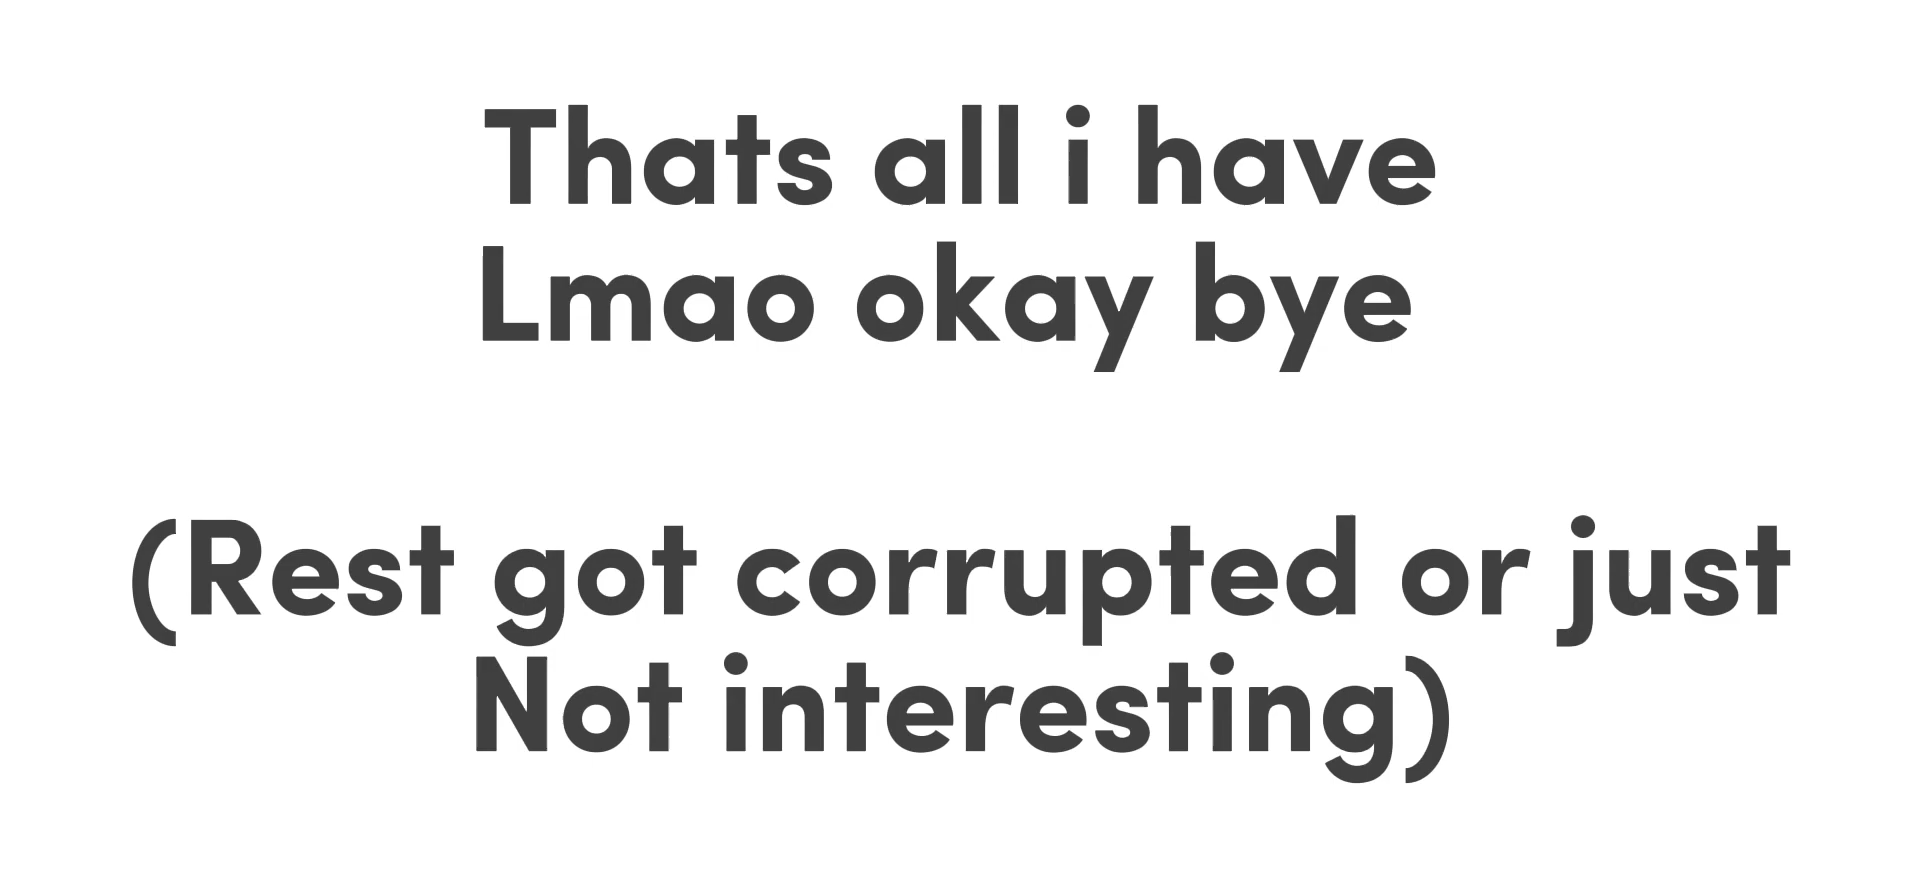 Thats all i have
Lmao okay bye
(Rest got corrupted or just
Not interesting)